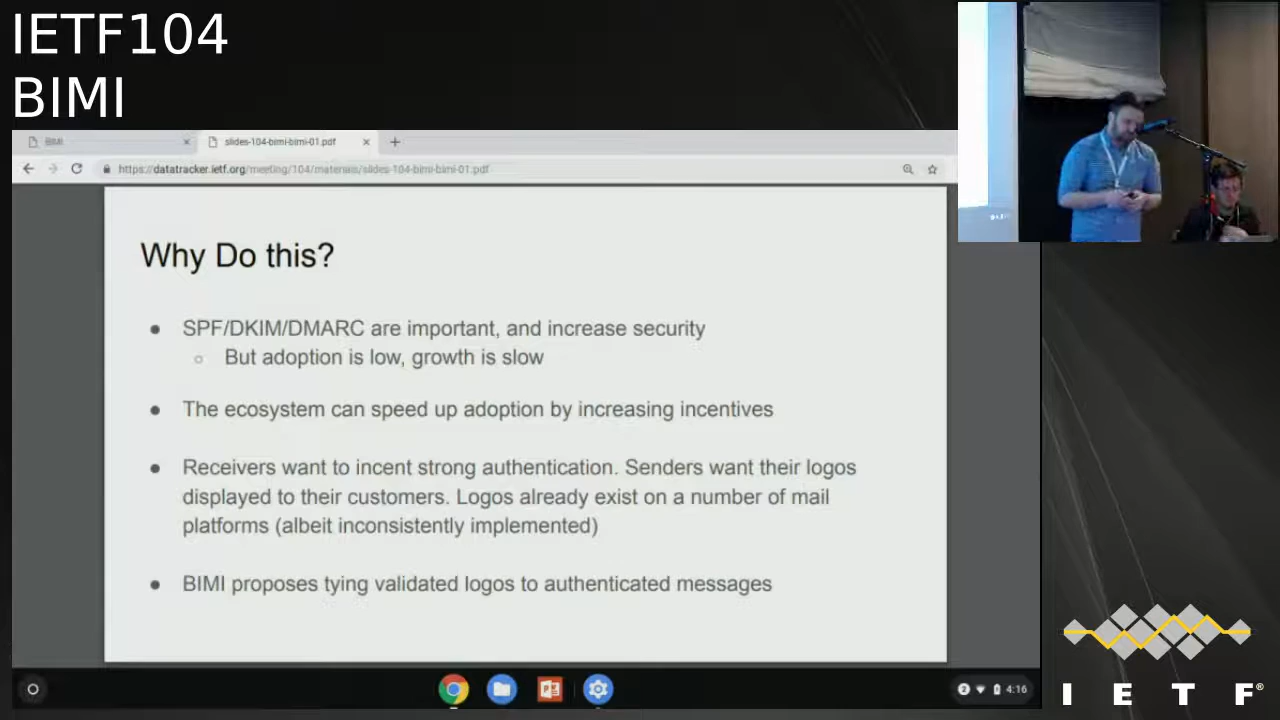 IETF104
BIMI
BIMI
slides-104-bimi-bimi-01.pdf
https://datatracker.ietf.org/meeting/104/materials/slides-104-bimi-bimi-01.pdf
Why Do this?
SPF/DKIM/DMARC are important, and increase security
But adoption is low, growth is slow
The ecosystem can speed up adoption by increasing incentives
Receivers want to incent strong authentication. Senders want their logos
displayed to their customers. Logos already exist on a number of mail
platforms (albeit inconsistently implemented)
BIMI proposes tying validated logos to authenticated messages
2
4:16
I E T F®